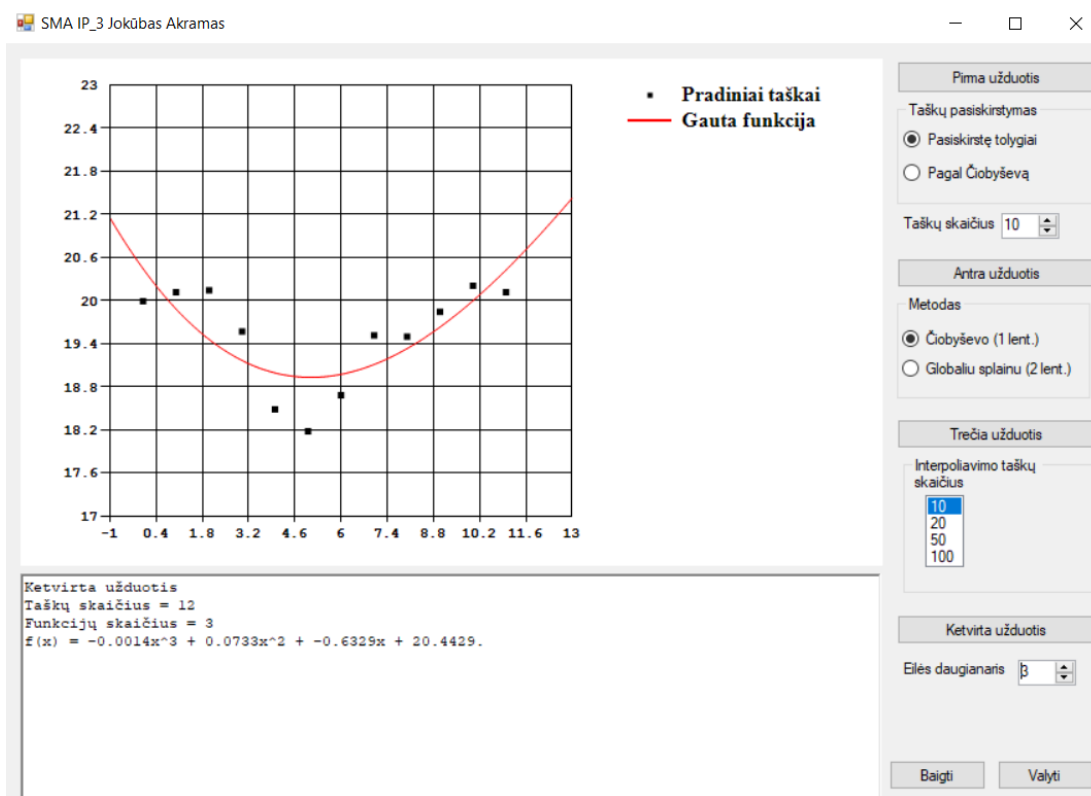 SMA IP_3 Jokūbas Akramas
23
22.4
21.8
21.2
20.6
20
19.4
18.8
18.2
17.6
17
-1 0.4 1.8 3.2 4.6 6 7.4 8.8 10.2 11.6 13
Pradiniai taškai
Gauta funkcija
Pirma užduotis
Taškų pasiskirstymas
Pasiskirstę tolygiai
Pagal Čiobyševą
Taškų skaičius 10
Antra užduotis
Metodas
Čiobyševo (1 lent.)
Globaliu splainu (2 lent.)
Trečia užduotis
Interpoliavimo taškų
skaičius
10
20
50
100
Ketvirta užduotis
Eilės daugianaris 3
Baigti Valyti
Ketvirta užduotis
Taškų skaičius = 12
Funkcijų skaičius = 3
f(x) = -0.0014x^3 + 0.0733x^2 + -0.6329x + 20.4429.